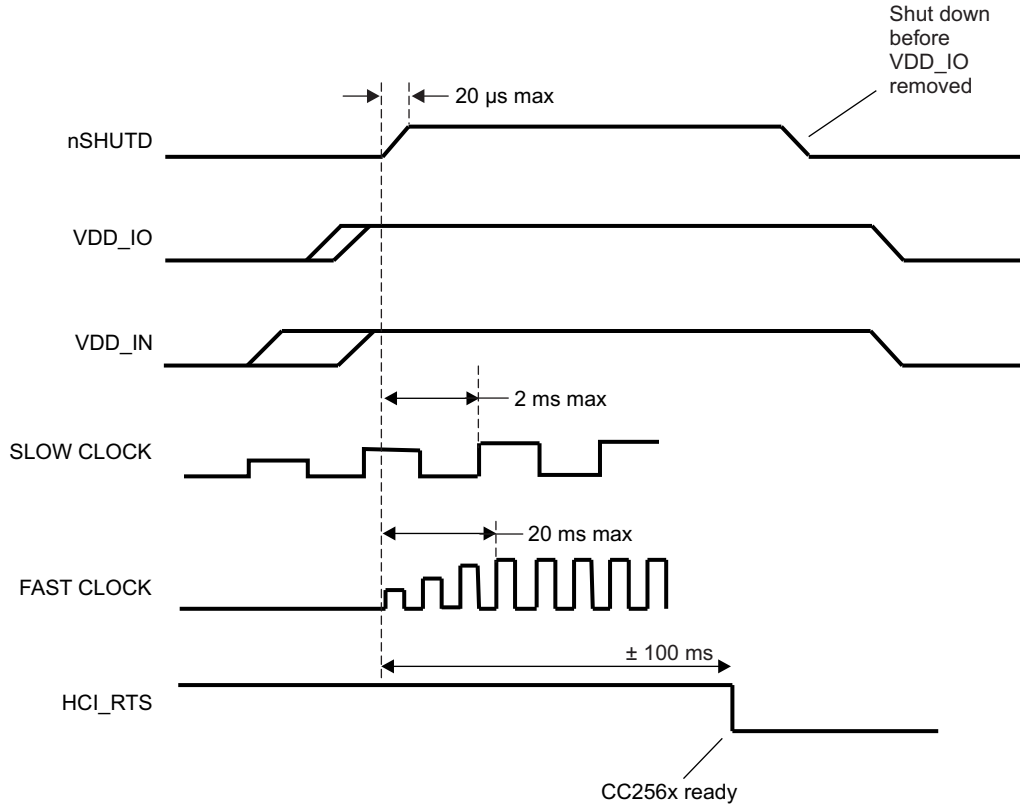 Shut down
before
VDD_IO
removed
20 µs max
nSHUTD
VDD_IO
VDD_IN
2 ms max
SLOW CLOCK
20 ms max
FAST CLOCK
± 100 ms
HCI_RTS
CC256x ready